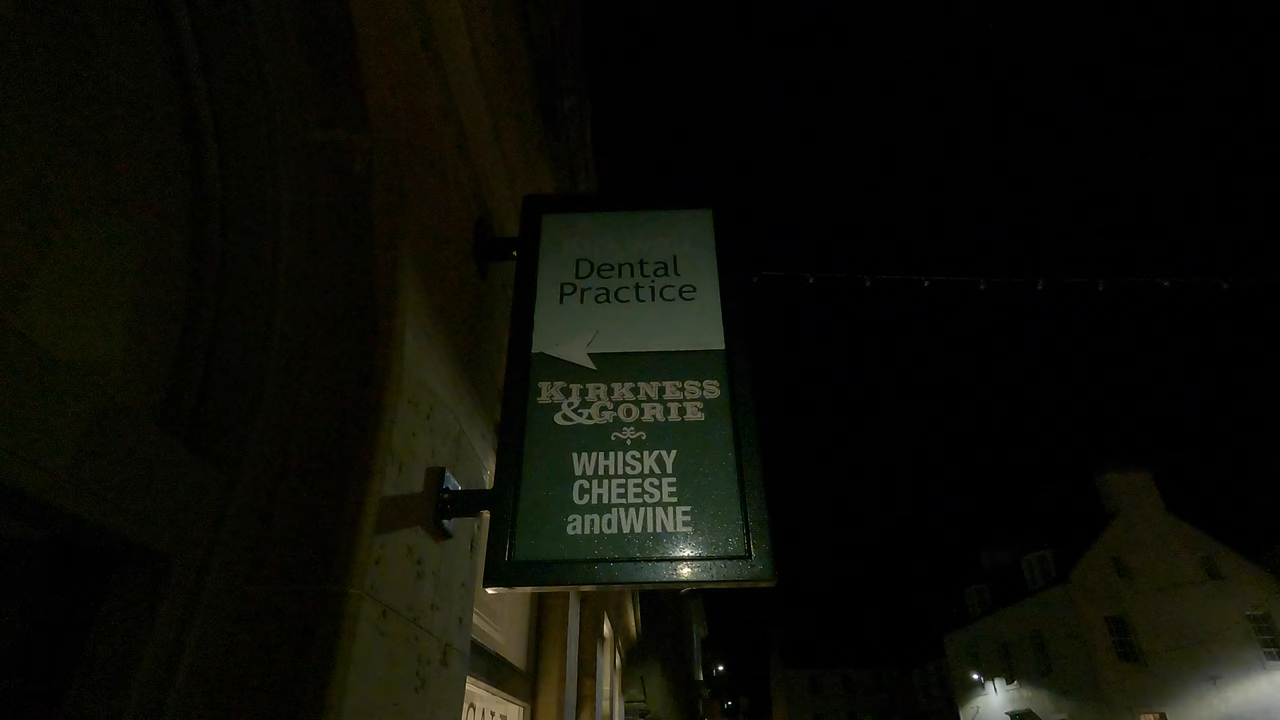 Dental
Practice
KIRKNESS
&GORIE
WHISKY
CHEESE
andWINE